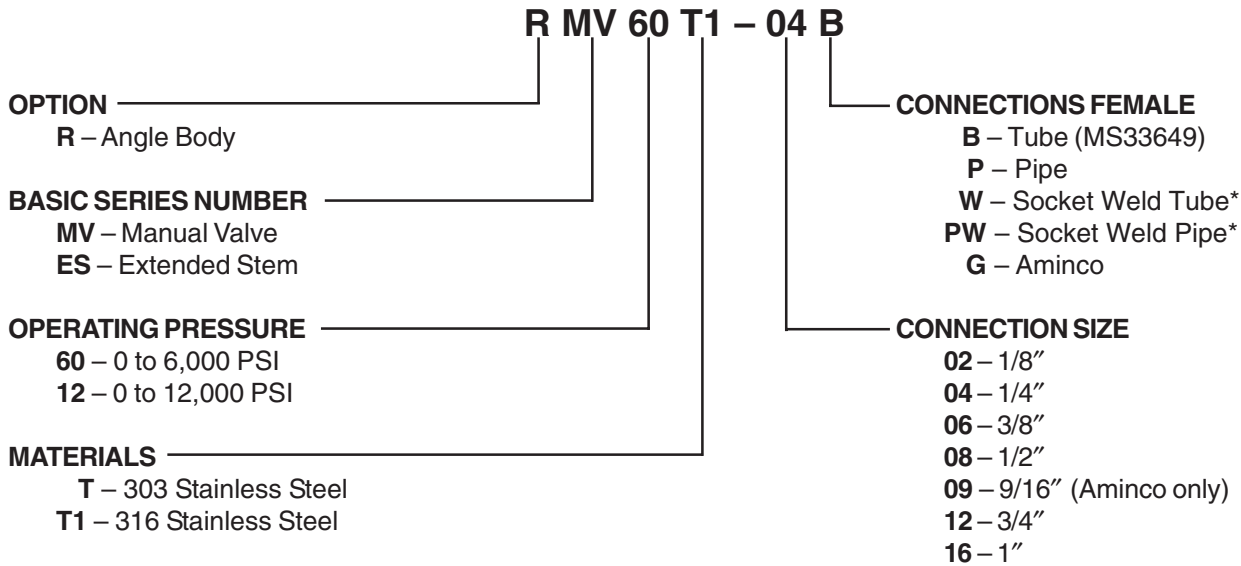 R MV 60 T1 – 04 B
OPTION
R – Angle Body
BASIC SERIES NUMBER
MV – Manual Valve
ES – Extended Stem
OPERATING PRESSURE
60 – 0 to 6,000 PSI
12 – 0 to 12,000 PSI
MATERIALS
T – 303 Stainless Steel
T1 – 316 Stainless Steel
CONNECTIONS FEMALE
B – Tube (MS33649)
P – Pipe
W – Socket Weld Tube*
PW – Socket Weld Pipe*
G – Aminco
CONNECTION SIZE
02 – 1/8″
04 – 1/4″
06 – 3/8″
08 – 1/2″
09 – 9/16″ (Aminco only)
12 – 3/4″
16 – 1″